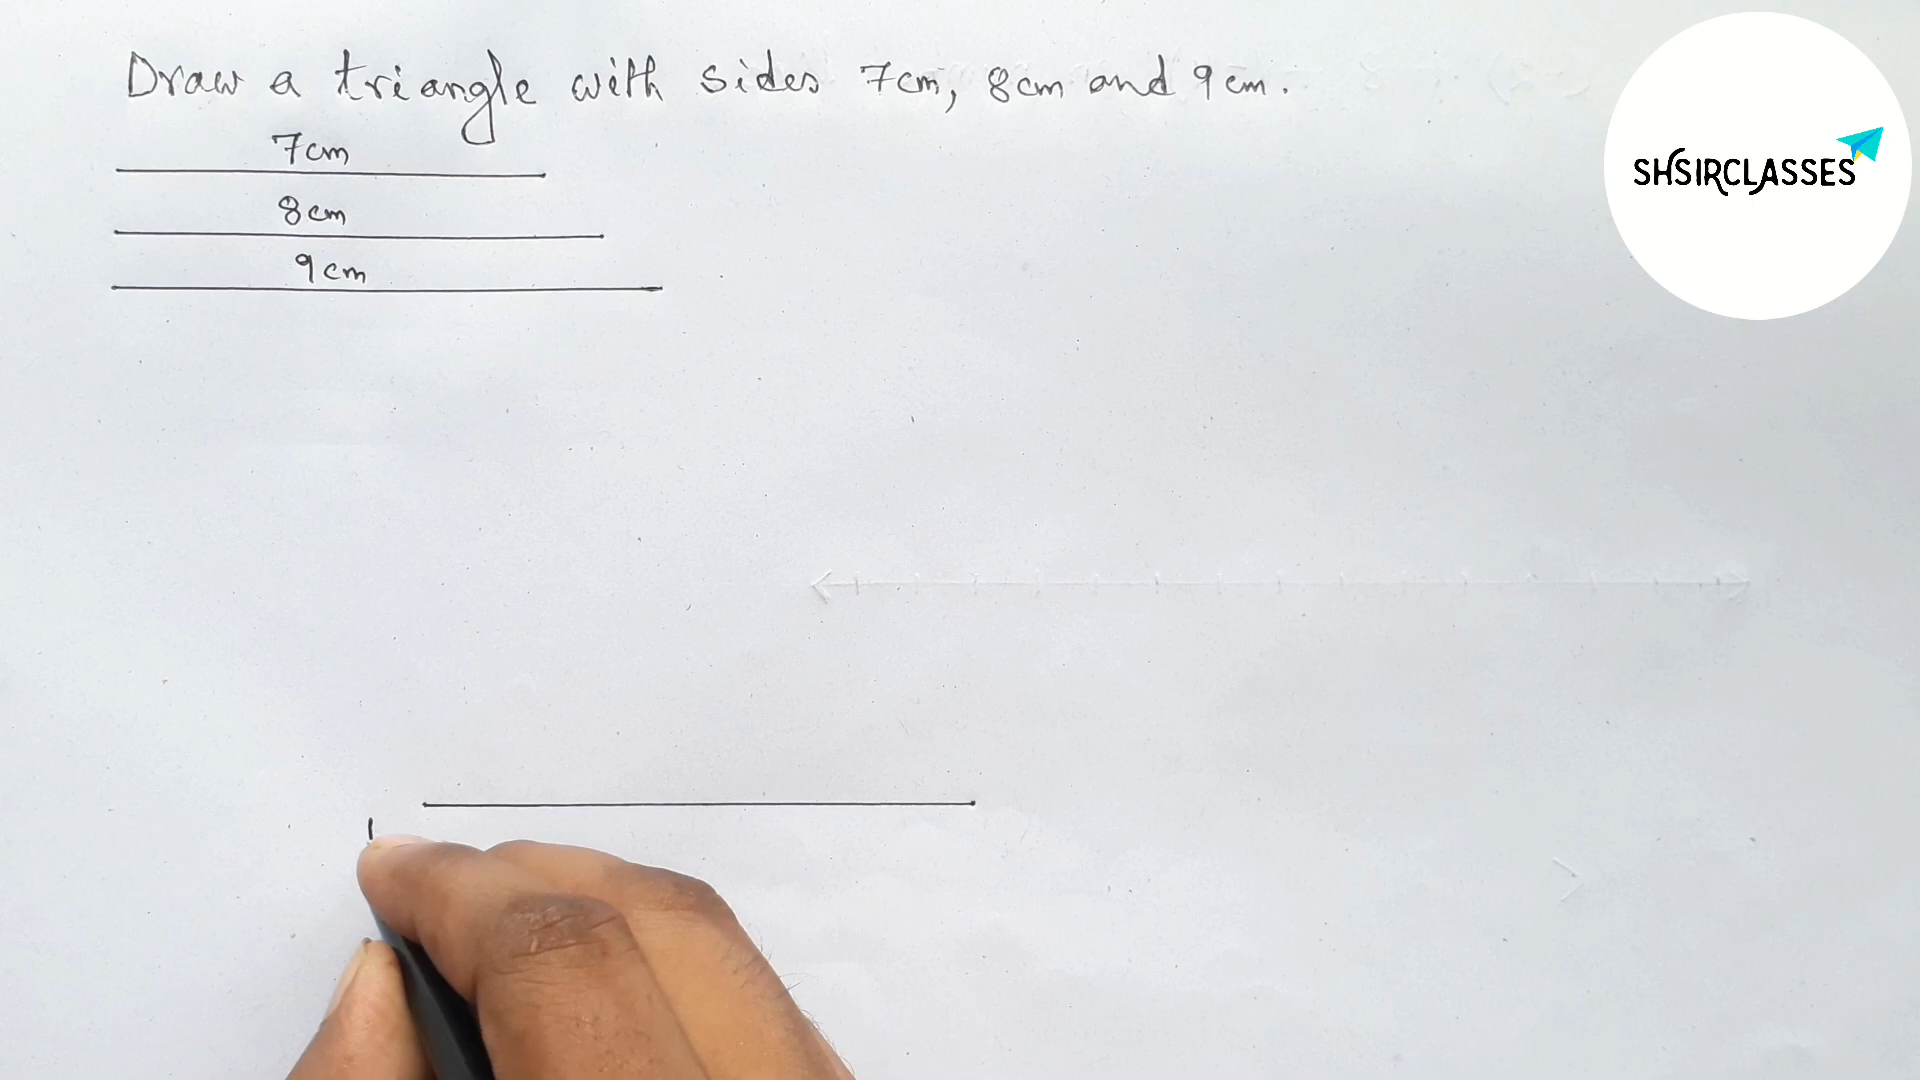 Draw a triangle with sides 7cm, 8cm and 9cm.
7cm
8cm
9cm
SHSIRCLASSES